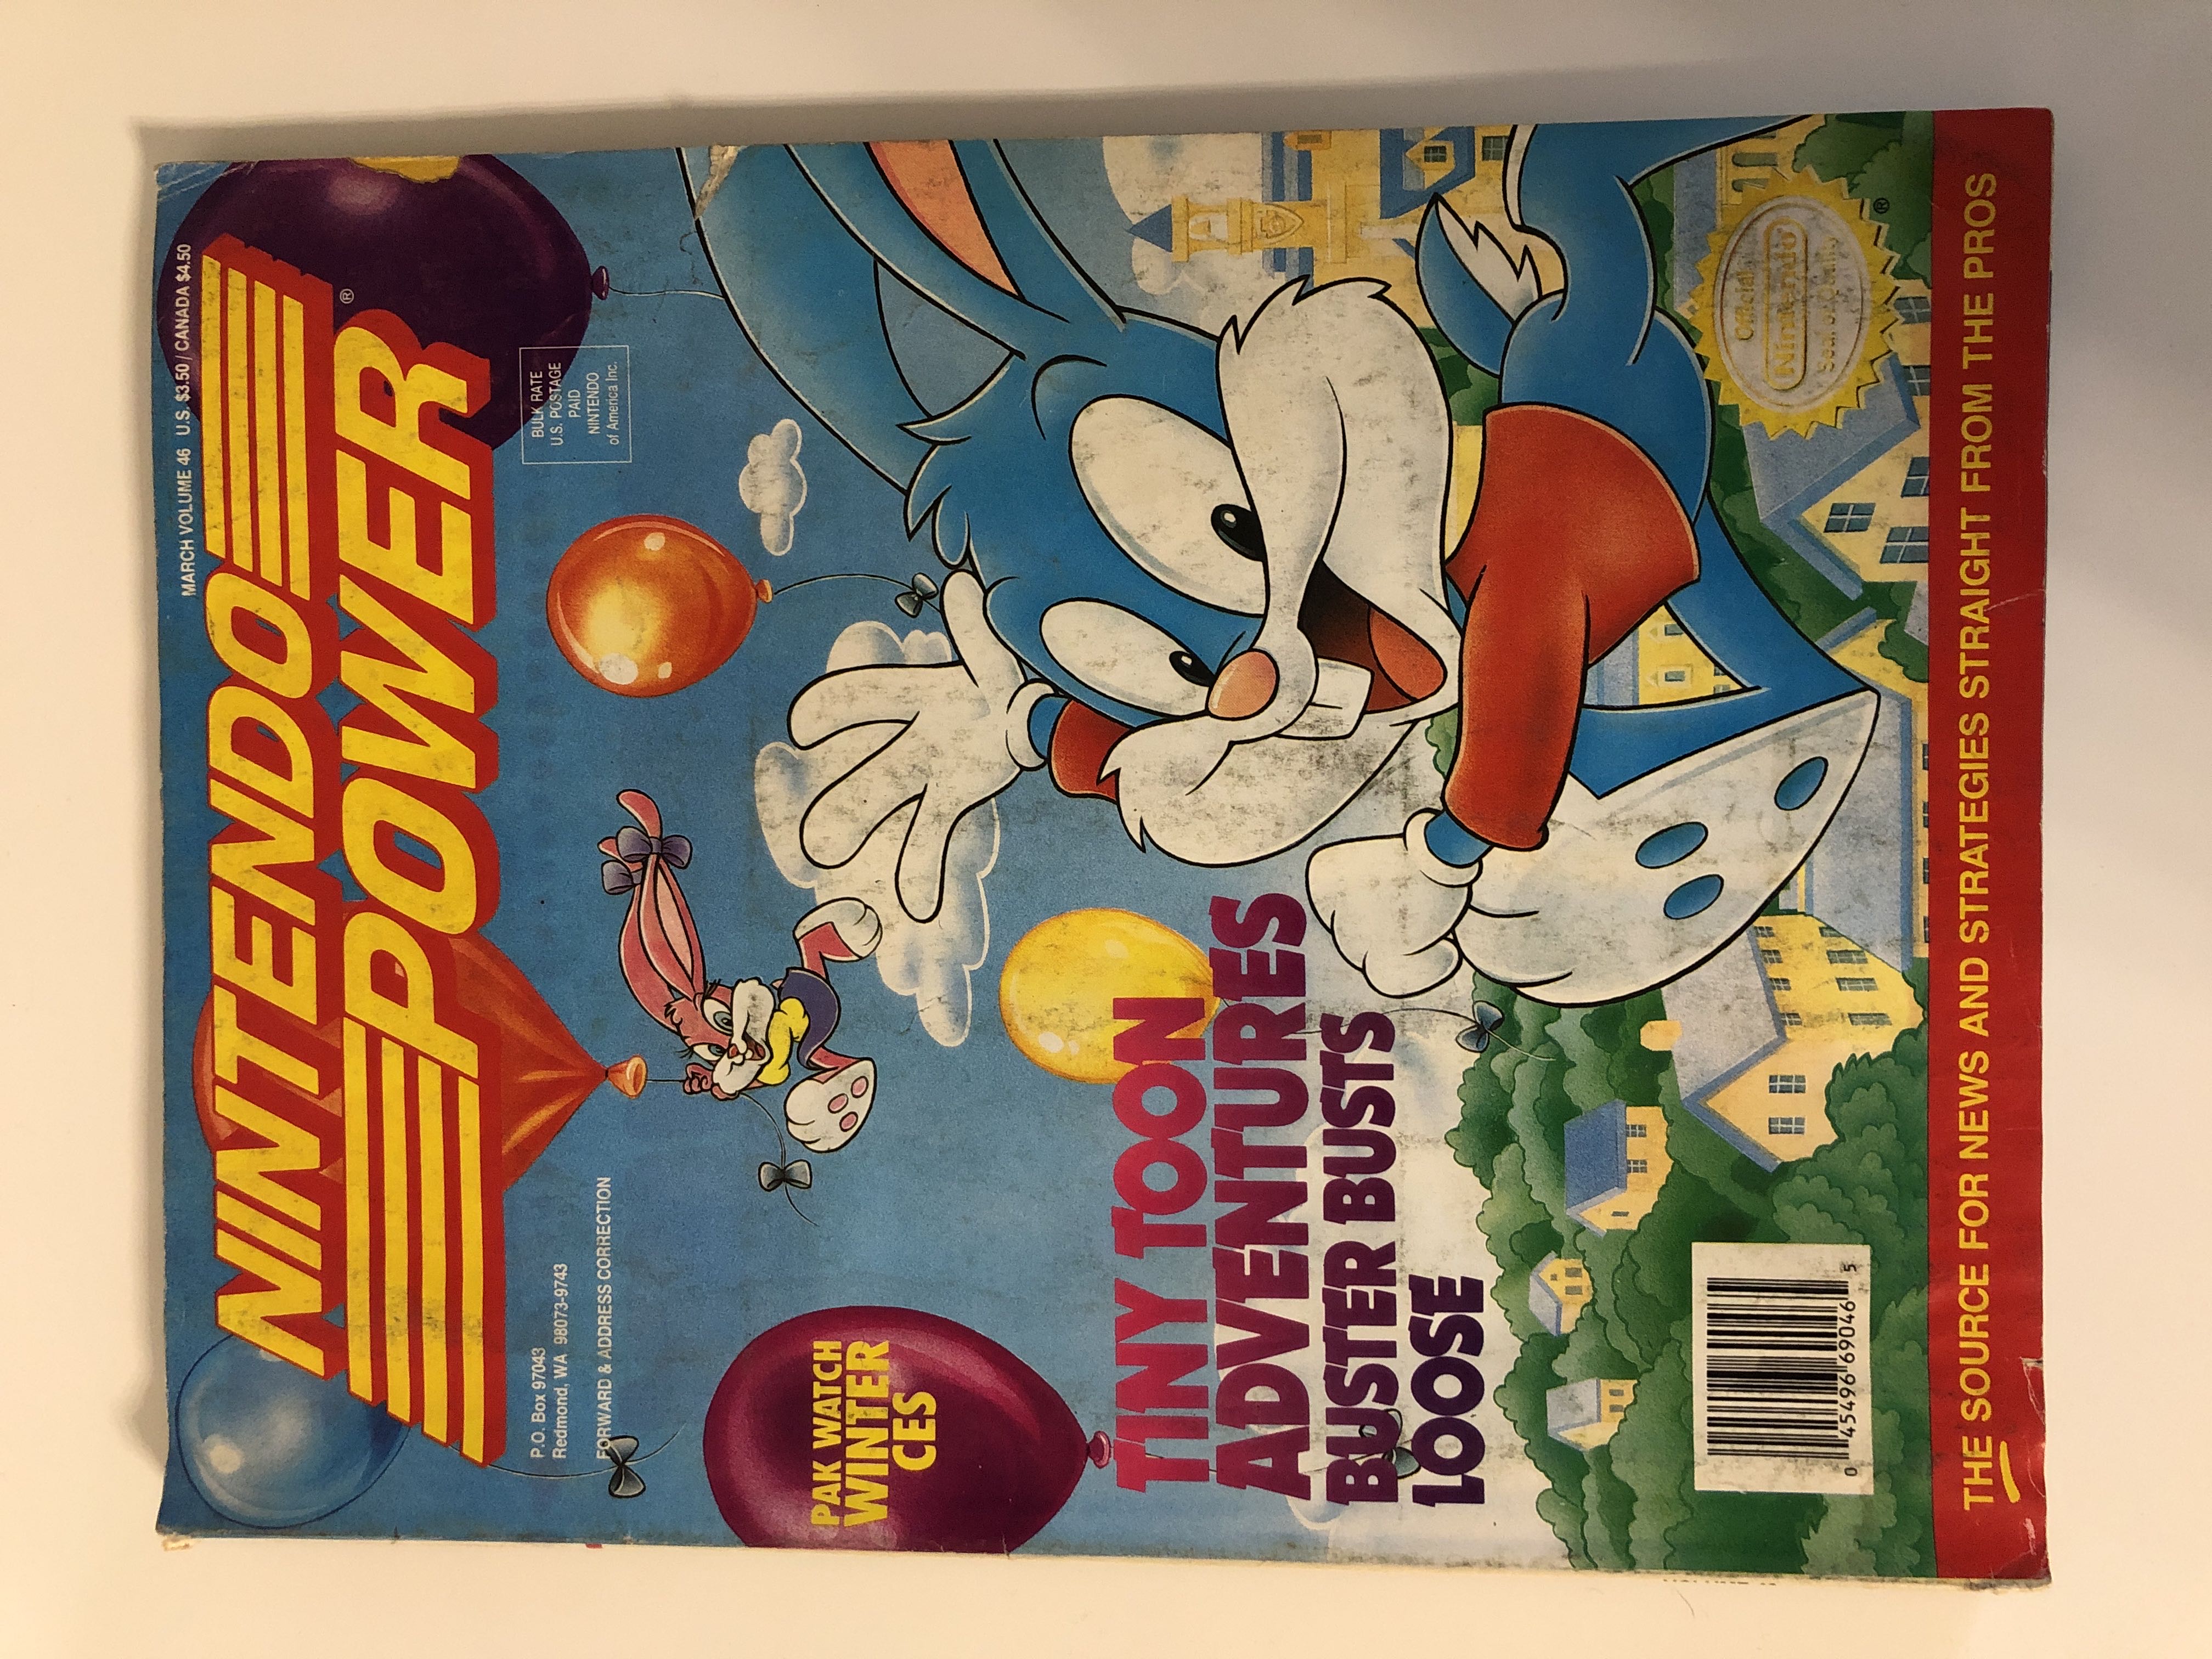 MARCH VOLUME 46 U.S. $3.50 / CANADA $4.50
NINTENDO
POWER®
P.O. Box 97043
Redmond, WA 98073-9743
FORWARD & ADDRESS CORRECTION
BULK RATE
U.S. POSTAGE
PAID
NINTENDO
of America Inc.
PAK WATCH
WINTER
CES
TINY TOON
ADVENTURES
BUSTER BUSTS
LOOSE
0 45496 69046 5
Official
Nintendo
Seal of Quality
®
THE SOURCE FOR NEWS AND STRATEGIES STRAIGHT FROM THE PROS